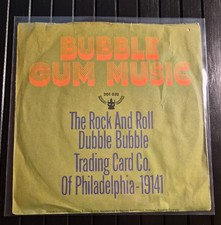 BUBBLE
GUM MUSIC
The Rock And Roll
Dubble Bubble
Trading Card Co.
Of Philadelphia-19141